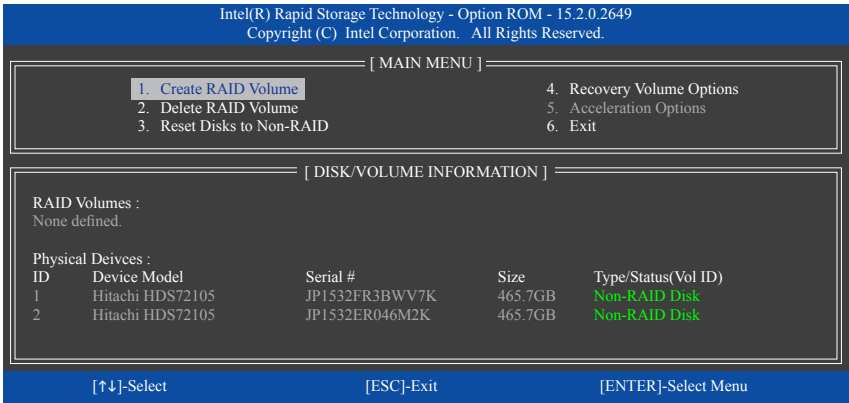 Intel(R) Rapid Storage Technology - Option ROM - 15.2.0.2649
Copyright (C) Intel Corporation. All Rights Reserved.
[ MAIN MENU ]
1. Create RAID Volume
2. Delete RAID Volume
3. Reset Disks to Non-RAID
4. Recovery Volume Options
5. Acceleration Options
6. Exit
[ DISK/VOLUME INFORMATION ]
RAID Volumes :
None defined.
Physical Deivces :
ID Device Model Serial # Size Type/Status(Vol ID)
1 Hitachi HDS72105 JP1532FR3BWV7K 465.7GB Non-RAID Disk
2 Hitachi HDS72105 JP1532ER046M2K 465.7GB Non-RAID Disk
[↑↓]-Select [ESC]-Exit [ENTER]-Select Menu